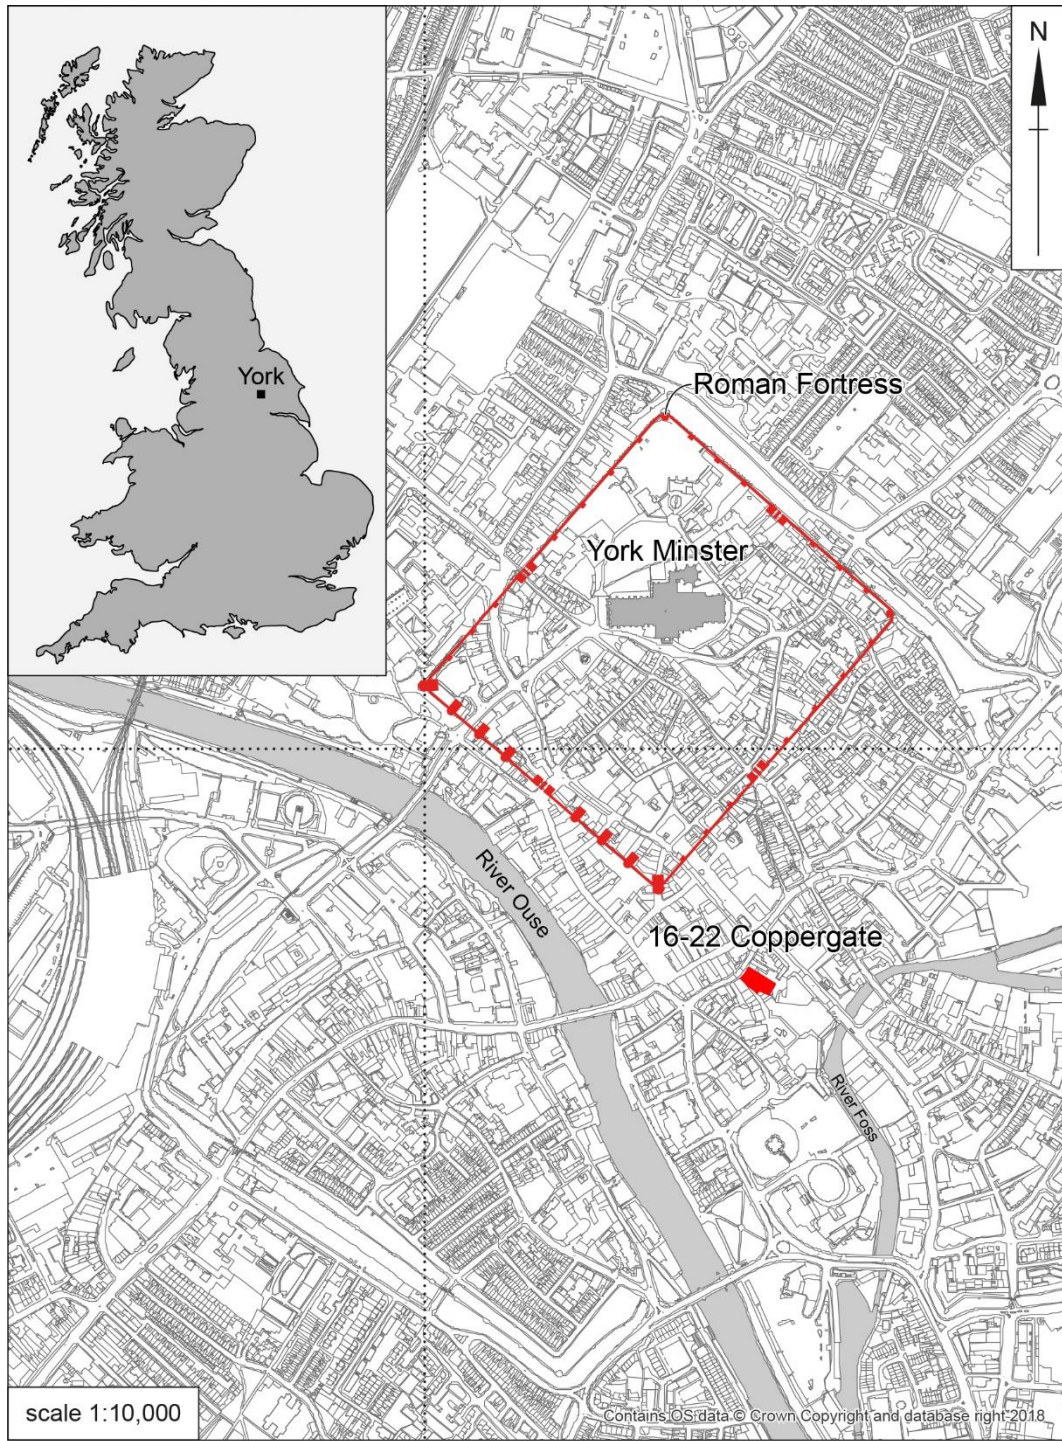 N
York
Roman Fortress
York Minster
River Ouse
16-22 Coppergate
River Foss
scale 1:10,000
Contains OS data © Crown Copyright and database right 2018